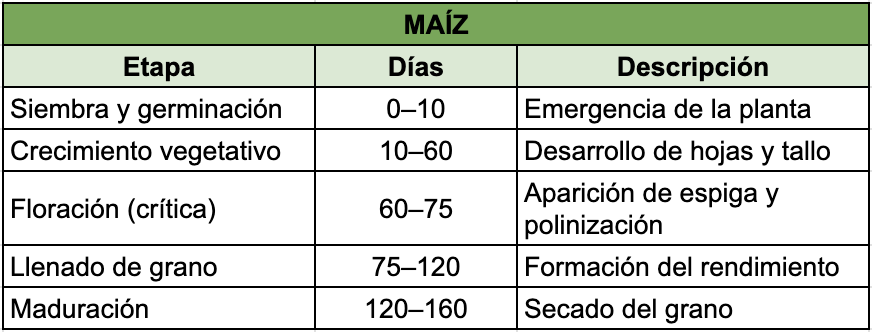 MAÍZ
Etapa Días Descripción
Siembra y germinación 0–10 Emergencia de la planta
Crecimiento vegetativo 10–60 Desarrollo de hojas y tallo
Floración (crítica) 60–75 Aparición de espiga y
polinización
Llenado de grano 75–120 Formación del rendimiento
Maduración 120–160 Secado del grano